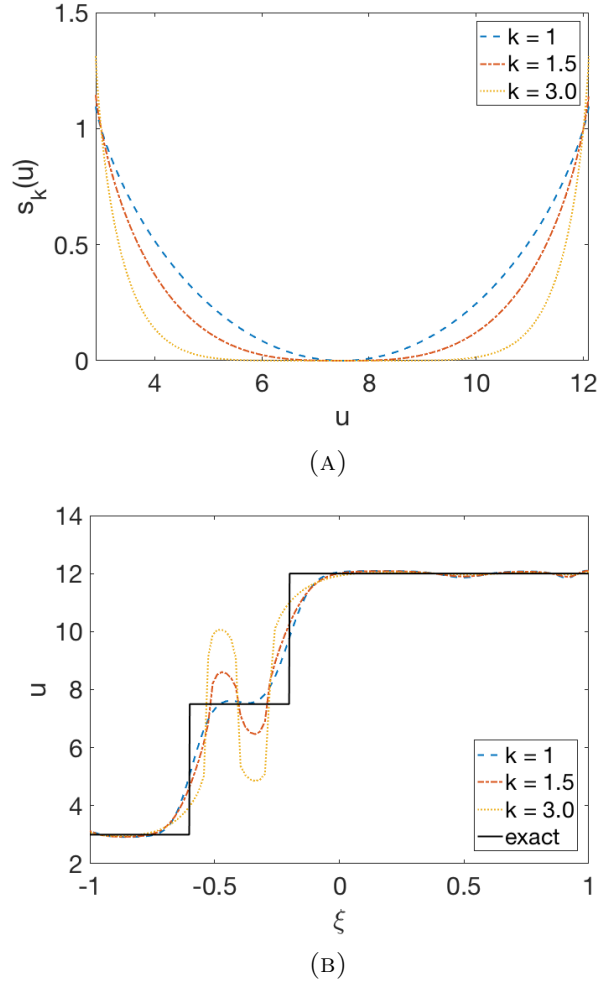 1.5
1
0.5
0
s_k(u)
k = 1
k = 1.5
k = 3.0
4 6 8 10 12
u
(A)
14
12
10
8
6
4
2
u
k = 1
k = 1.5
k = 3.0
exact
-1 -0.5 0 0.5 1
ξ
(B)